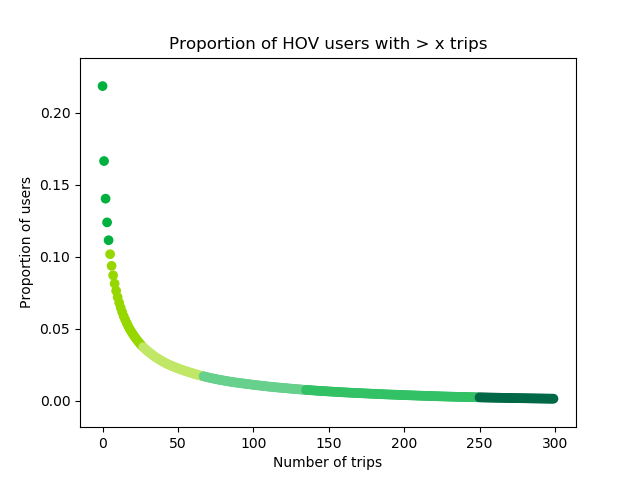 Proportion of HOV users with > x trips
Proportion of users
0.20
0.15
0.10
0.05
0.00
0 50 100 150 200 250 300
Number of trips